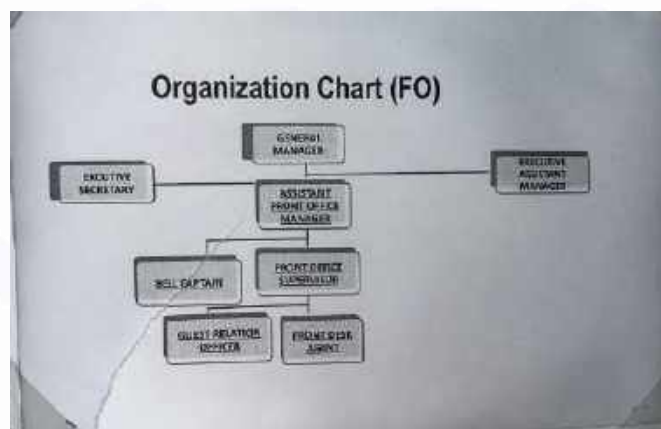 Organization Chart (FO)
GENERAL
MANAGER
EXCUTIVE
SECRETARY
EXECUTIVE
ASSISTANT
MANAGER
ASSISTANT
FRONT OFFICE
MANAGER
BELL CAPTAIN
FRONT OFFICE
SUPERVISOR
GUEST RELATION
OFFICER
FRONT DESK
AGENT